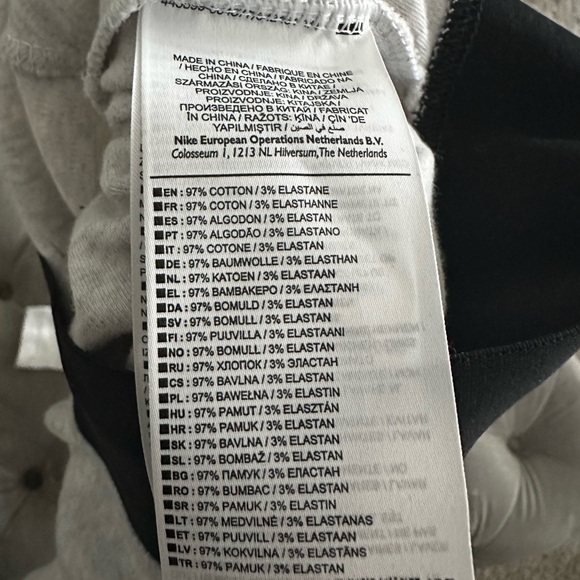 MADE IN CHINA / FABRIQUE EN CHINE
/ HECHO EN CHINA / FABRICADO NA
CHINA / СДЕЛАНО В КИТАЕ /
SZÁRMAZÁSI ORSZÁG: KÍNA / ZEMLJA
PROIZVODNJE: KINA / DRŽAVA
PROIZVODNJE: KITAJSKA /
ПРОИЗВЕДЕНО В КИТАЙ / FABRICAT
ÎN CHINA / RAŽOTS: ĶĪNĀ / ÇİN 'DE
YAPILMIŞTIR / صنع في الصين
Nike European Operations Netherlands B.V.
Colosseum 1, 1213 NL Hilversum, The Netherlands
EN : 97% COTTON / 3% ELASTANE
FR : 97% COTON / 3% ELASTHANNE
ES : 97% ALGODON / 3% ELASTAN
PT : 97% ALGODÃO / 3% ELASTANO
IT : 97% COTONE / 3% ELASTAN
DE : 97% BAUMWOLLE / 3% ELASTHAN
NL : 97% KATOEN / 3% ELASTAAN
EL : 97% ΒΑΜΒΑΚΕΡΟ / 3% ΕΛΑΣΤΑΝΗ
DA : 97% BOMULD / 3% ELASTAN
SV : 97% BOMULL / 3% ELASTAN
FI : 97% PUUVILLA / 3% ELASTAANI
NO : 97% BOMULL / 3% ELASTAN
RU : 97% ХЛОПОК / 3% ЭЛАСТАН
CS : 97% BAVLNA / 3% ELASTAN
PL : 97% BAWEŁNA / 3% ELASTIN
HU : 97% PAMUT / 3% ELASZTÁN
HR : 97% PAMUK / 3% ELASTAN
SK : 97% BAVLNA / 3% ELASTAN
SL : 97% BOMBAŽ / 3% ELASTAN
BG : 97% ПАМУК / 3% ЕЛАСТАН
RO : 97% BUMBAC / 3% ELASTAN
SR : 97% PAMUK / 3% ELASTIN
LT : 97% MEDVILNĖ / 3% ELASTANAS
ET : 97% PUUVILL / 3% ELASTAN
LV : 97% KOKVILNA / 3% ELASTĀNS
TR : 97% PAMUK / 3% ELASTAN